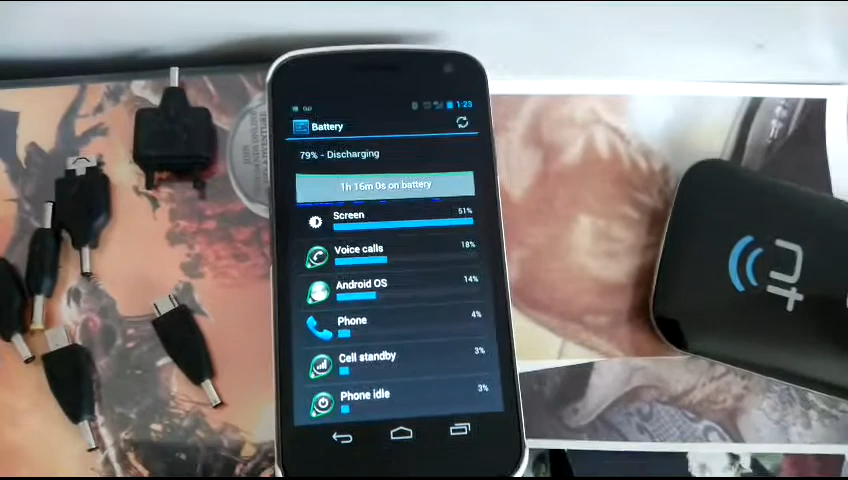 1:23
Battery
79% - Discharging
1h 16m 0s on battery
Screen 51%
Voice calls 18%
Android OS 14%
Phone 4%
Cell standby 3%
Phone idle 3%